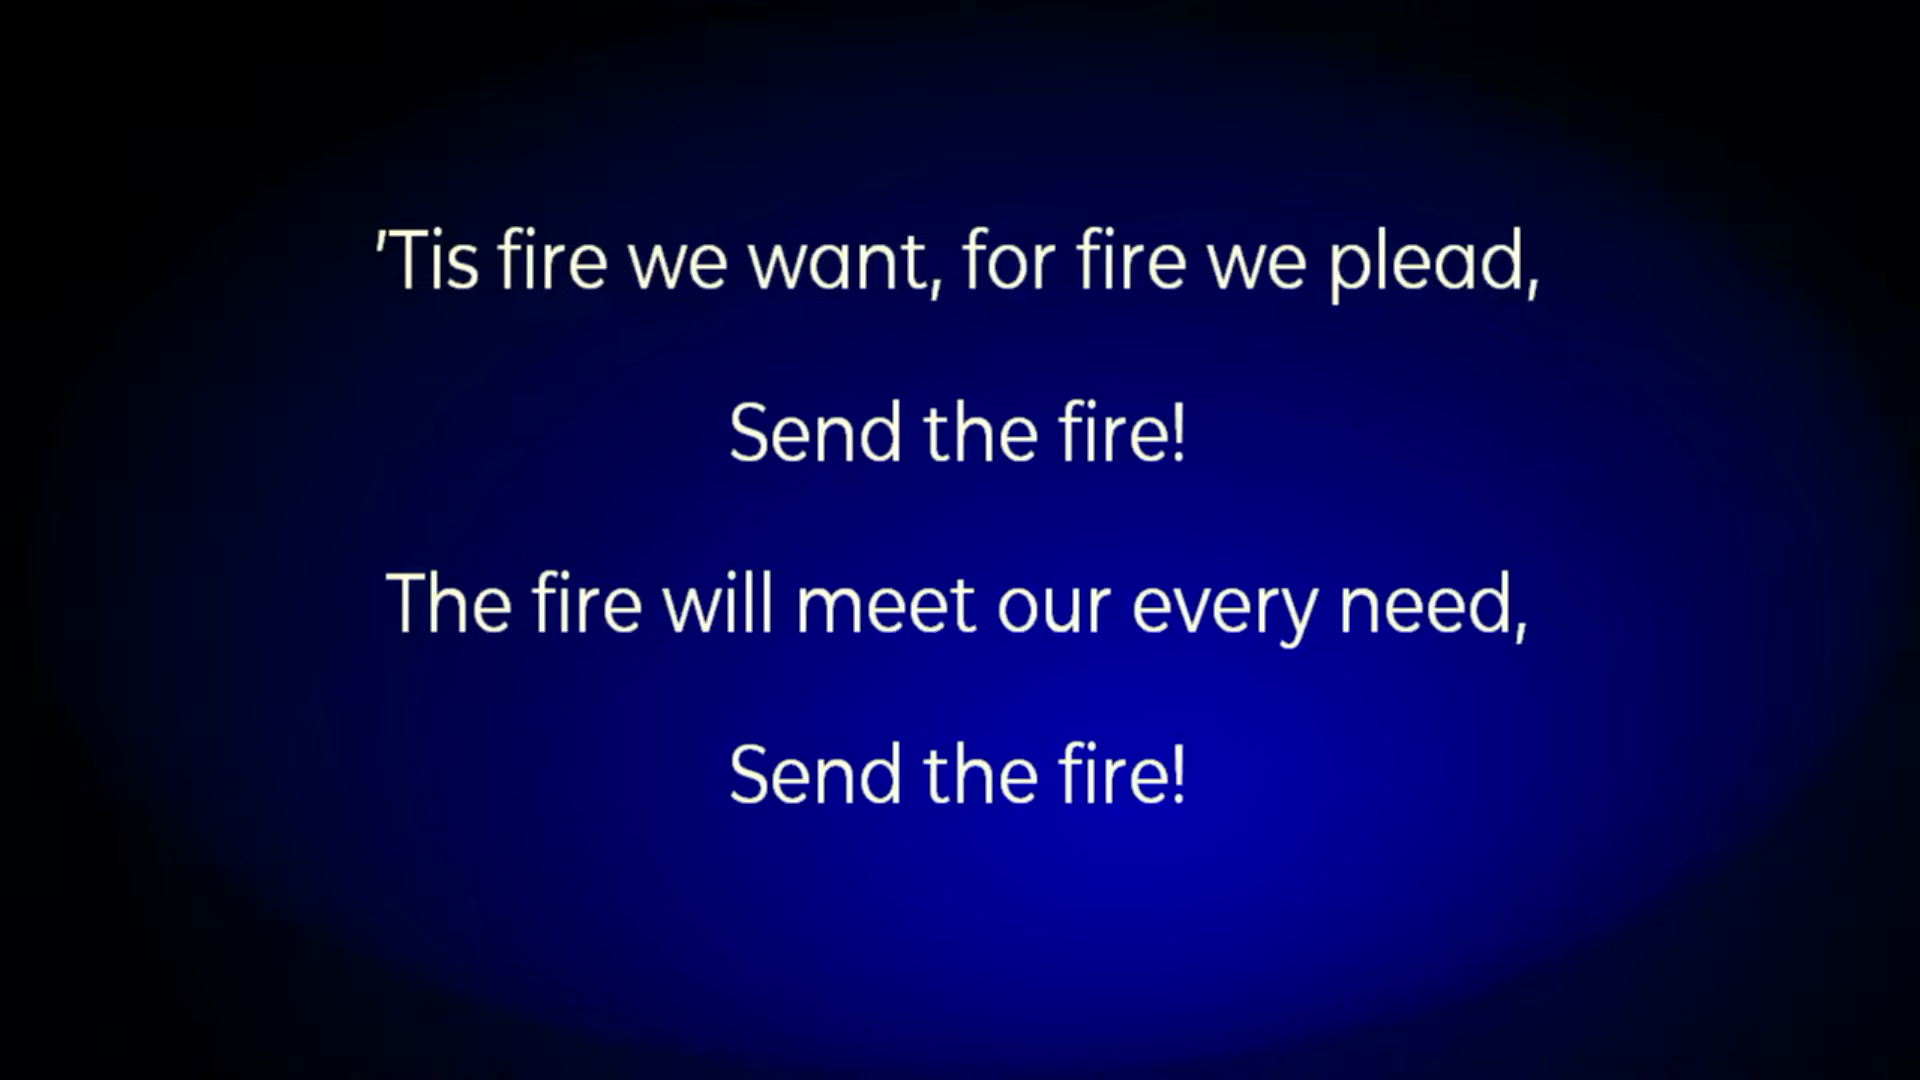 'Tis fire we want, for fire we plead,
Send the fire!
The fire will meet our every need,
Send the fire!